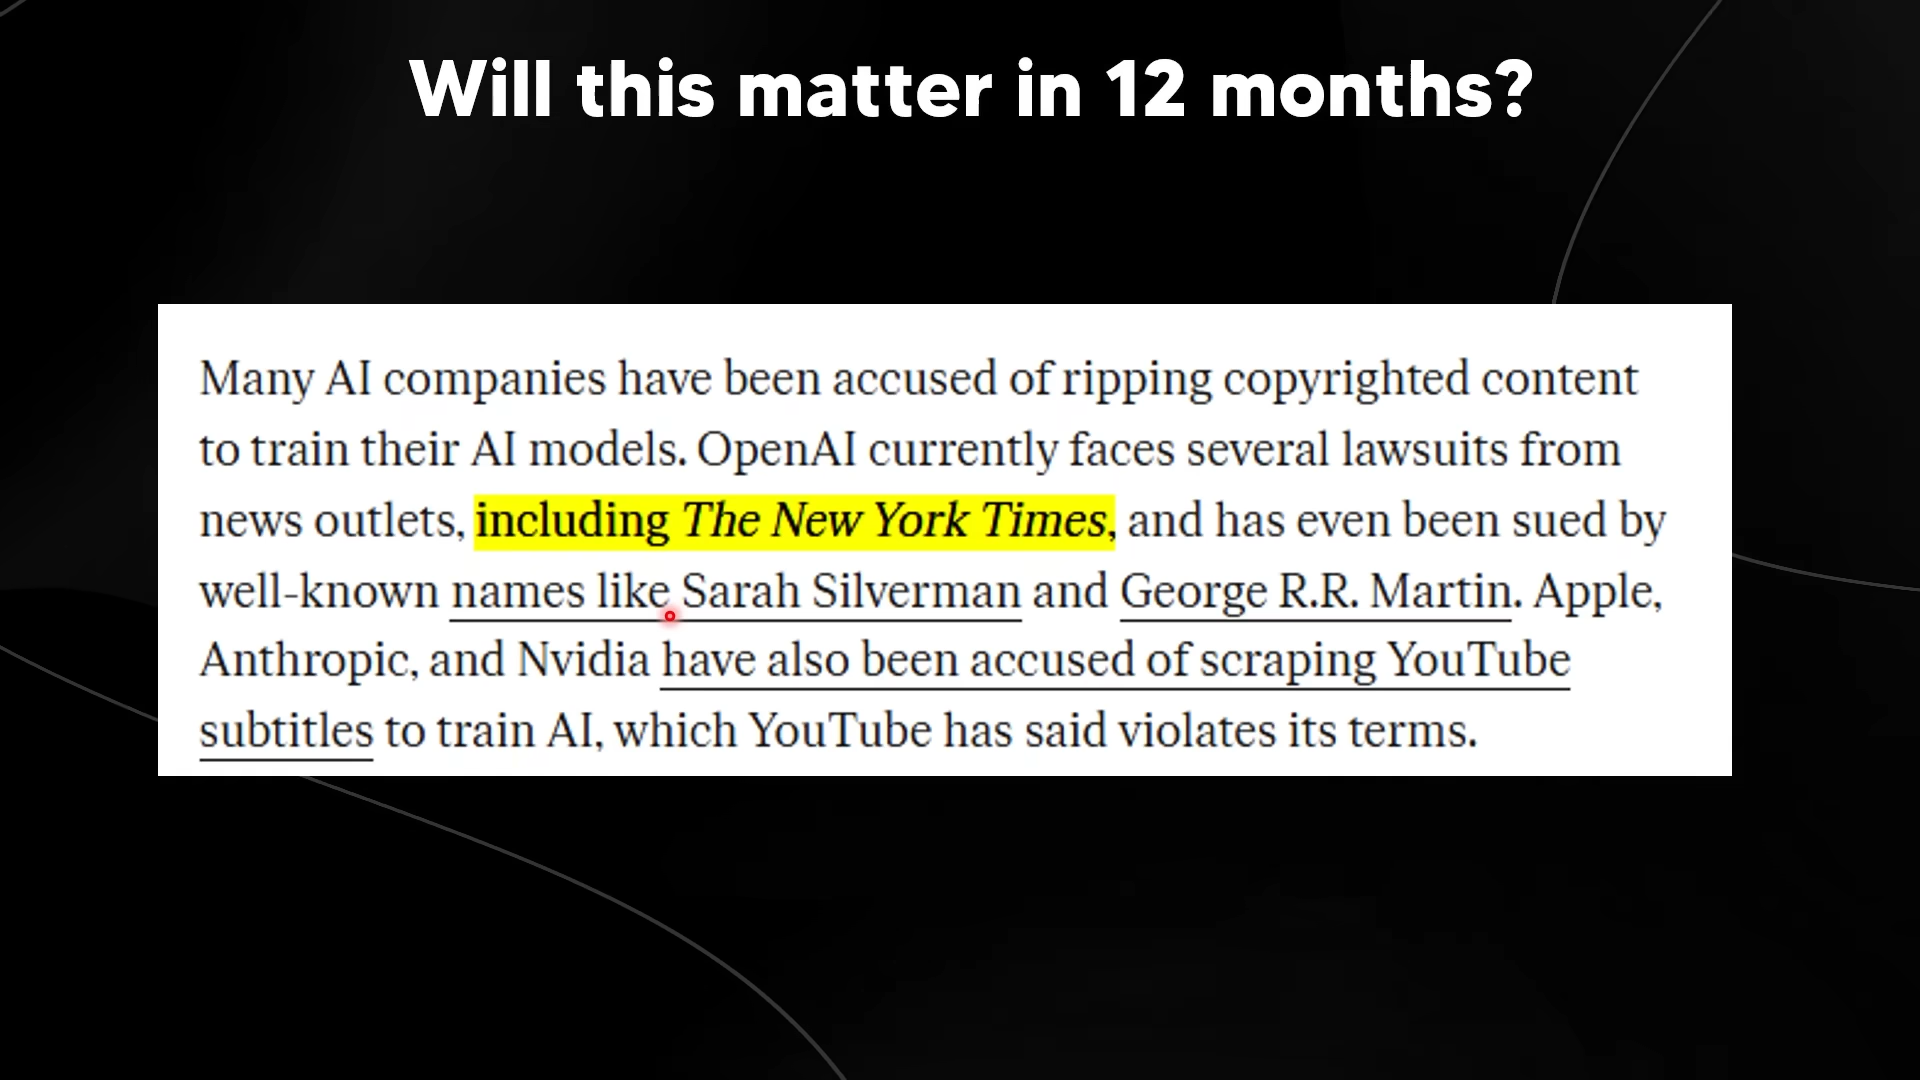 Will this matter in 12 months?
Many AI companies have been accused of ripping copyrighted content
to train their AI models. OpenAI currently faces several lawsuits from
news outlets, including The New York Times, and has even been sued by
well-known names like Sarah Silverman and George R.R. Martin. Apple,
Anthropic, and Nvidia have also been accused of scraping YouTube
subtitles to train AI, which YouTube has said violates its terms.